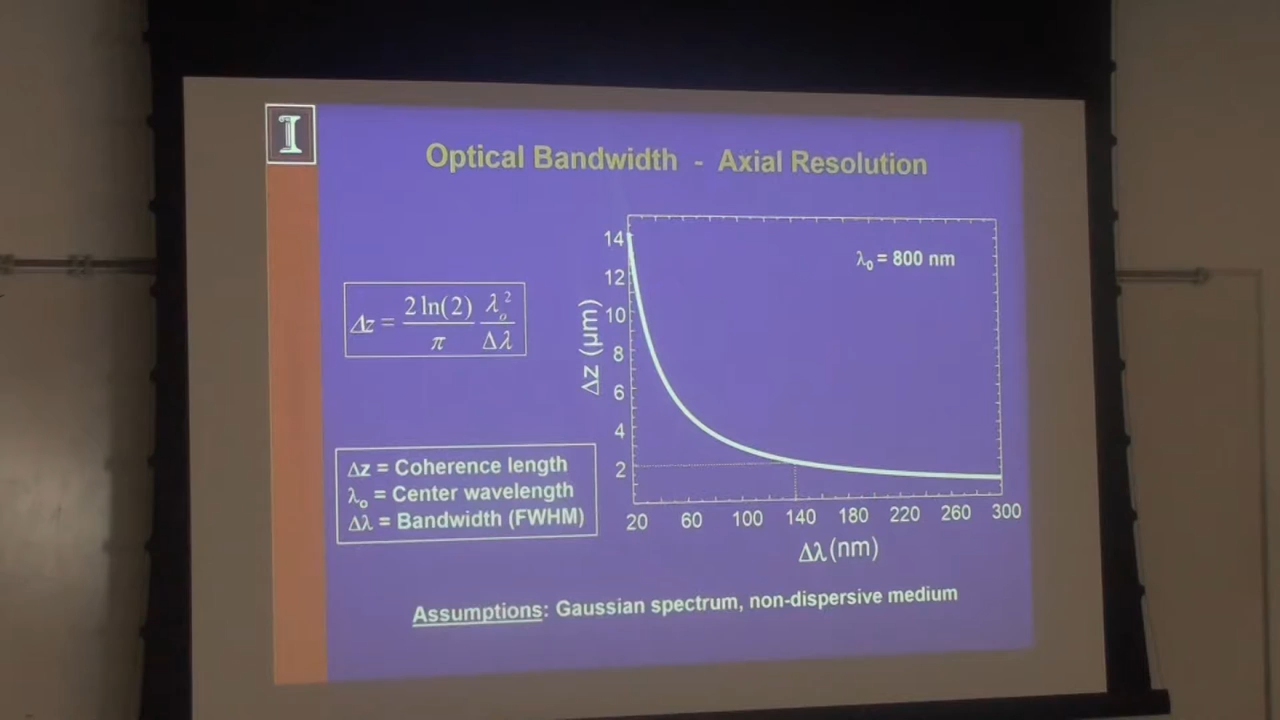 I
Optical Bandwidth - Axial Resolution
Δz = 2 ln(2) / π λo² / Δλ
Δz = Coherence length
λo = Center wavelength
Δλ = Bandwidth (FWHM)
λ0 = 800 nm
Δz (μm)
14
12
10
8
6
4
2
20 60 100 140 180 220 260 300
Δλ (nm)
Assumptions: Gaussian spectrum, non-dispersive medium